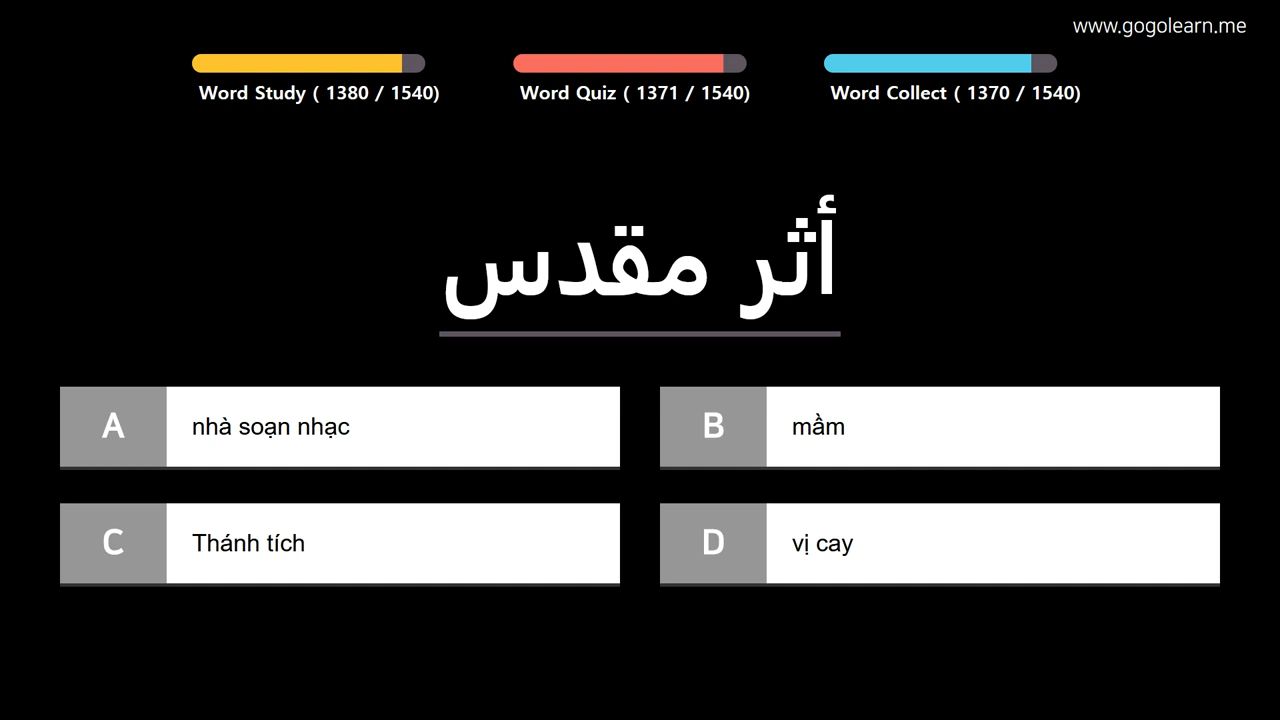 www.gogolearn.me
Word Study ( 1380 / 1540)
Word Quiz ( 1371 / 1540)
Word Collect ( 1370 / 1540)
أثر مقدس
A
nhà soạn nhạc
B
mầm
C
Thánh tích
D
vị cay